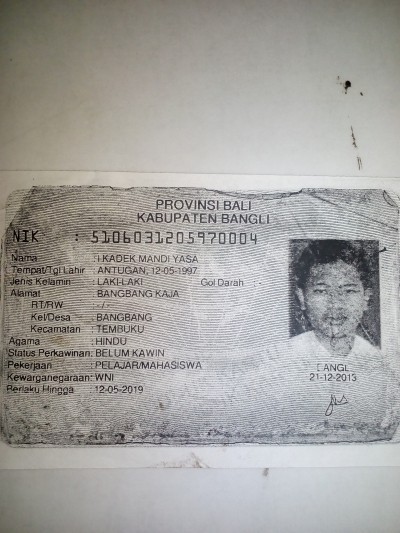 PROVINSI BALI
KABUPATEN BANGLI
NIK : 5106031205970004
Nama : I KADEK MANDI YASA
Tempat/Tgl Lahir : ANTUGAN, 12-05-1997
Jenis Kelamin : LAKI-LAKI Gol Darah : -
Alamat : BANGBANG KAJA
RT/RW : -/-
Kel/Desa : BANGBANG
Kecamatan : TEMBUKU
Agama : HINDU
Status Perkawinan: BELUM KAWIN
Pekerjaan : PELAJAR/MAHASISWA
Kewarganegaraan: WNI
Berlaku Hingga : 12-05-2019
21-12-2013